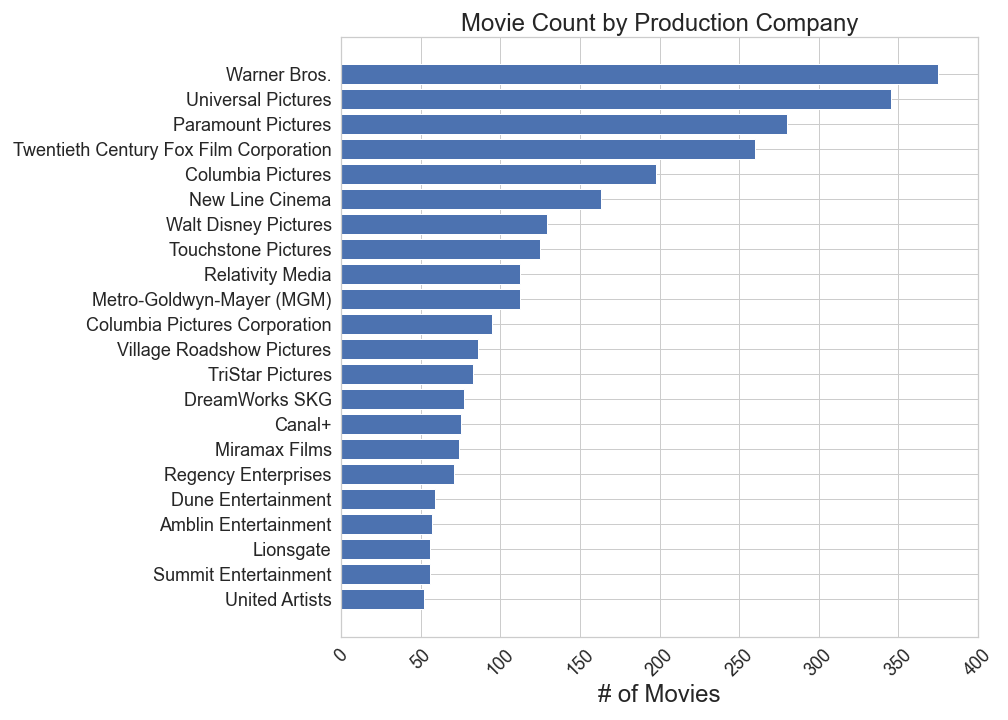 Movie Count by Production Company
Warner Bros.
Universal Pictures
Paramount Pictures
Twentieth Century Fox Film Corporation
Columbia Pictures
New Line Cinema
Walt Disney Pictures
Touchstone Pictures
Relativity Media
Metro-Goldwyn-Mayer (MGM)
Columbia Pictures Corporation
Village Roadshow Pictures
TriStar Pictures
DreamWorks SKG
Canal+
Miramax Films
Regency Enterprises
Dune Entertainment
Amblin Entertainment
Lionsgate
Summit Entertainment
United Artists
0 50 100 150 200 250 300 350 400
# of Movies